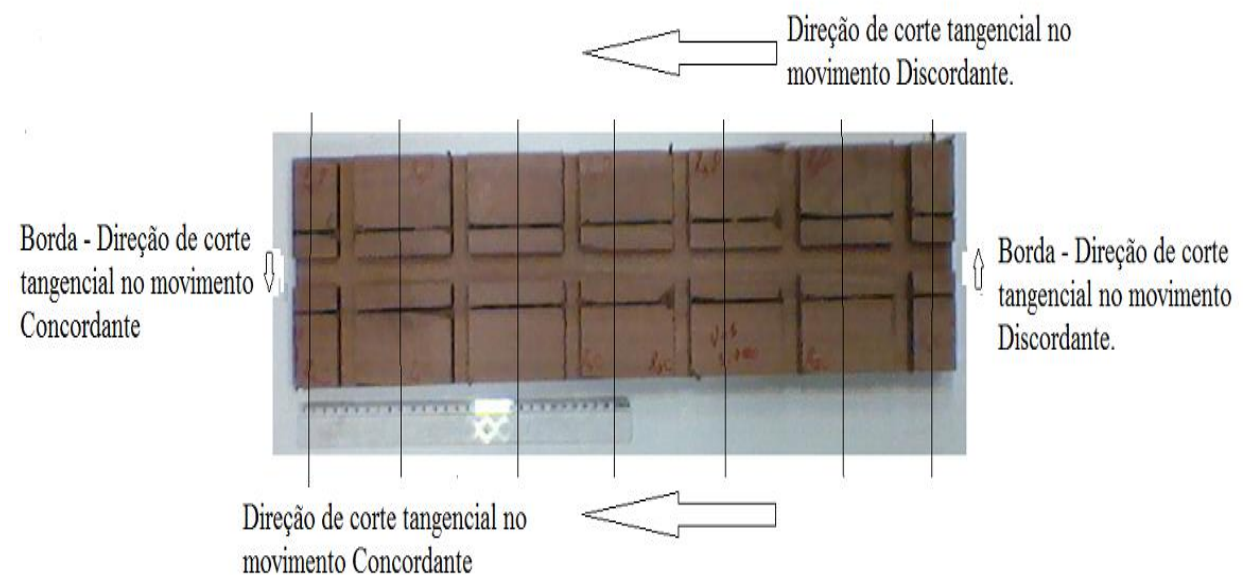 Direção de corte tangencial no
movimento Discordante.
Borda - Direção de corte
tangencial no movimento
Concordante
Borda - Direção de corte
tangencial no movimento
Discordante.
Direção de corte tangencial no
movimento Concordante